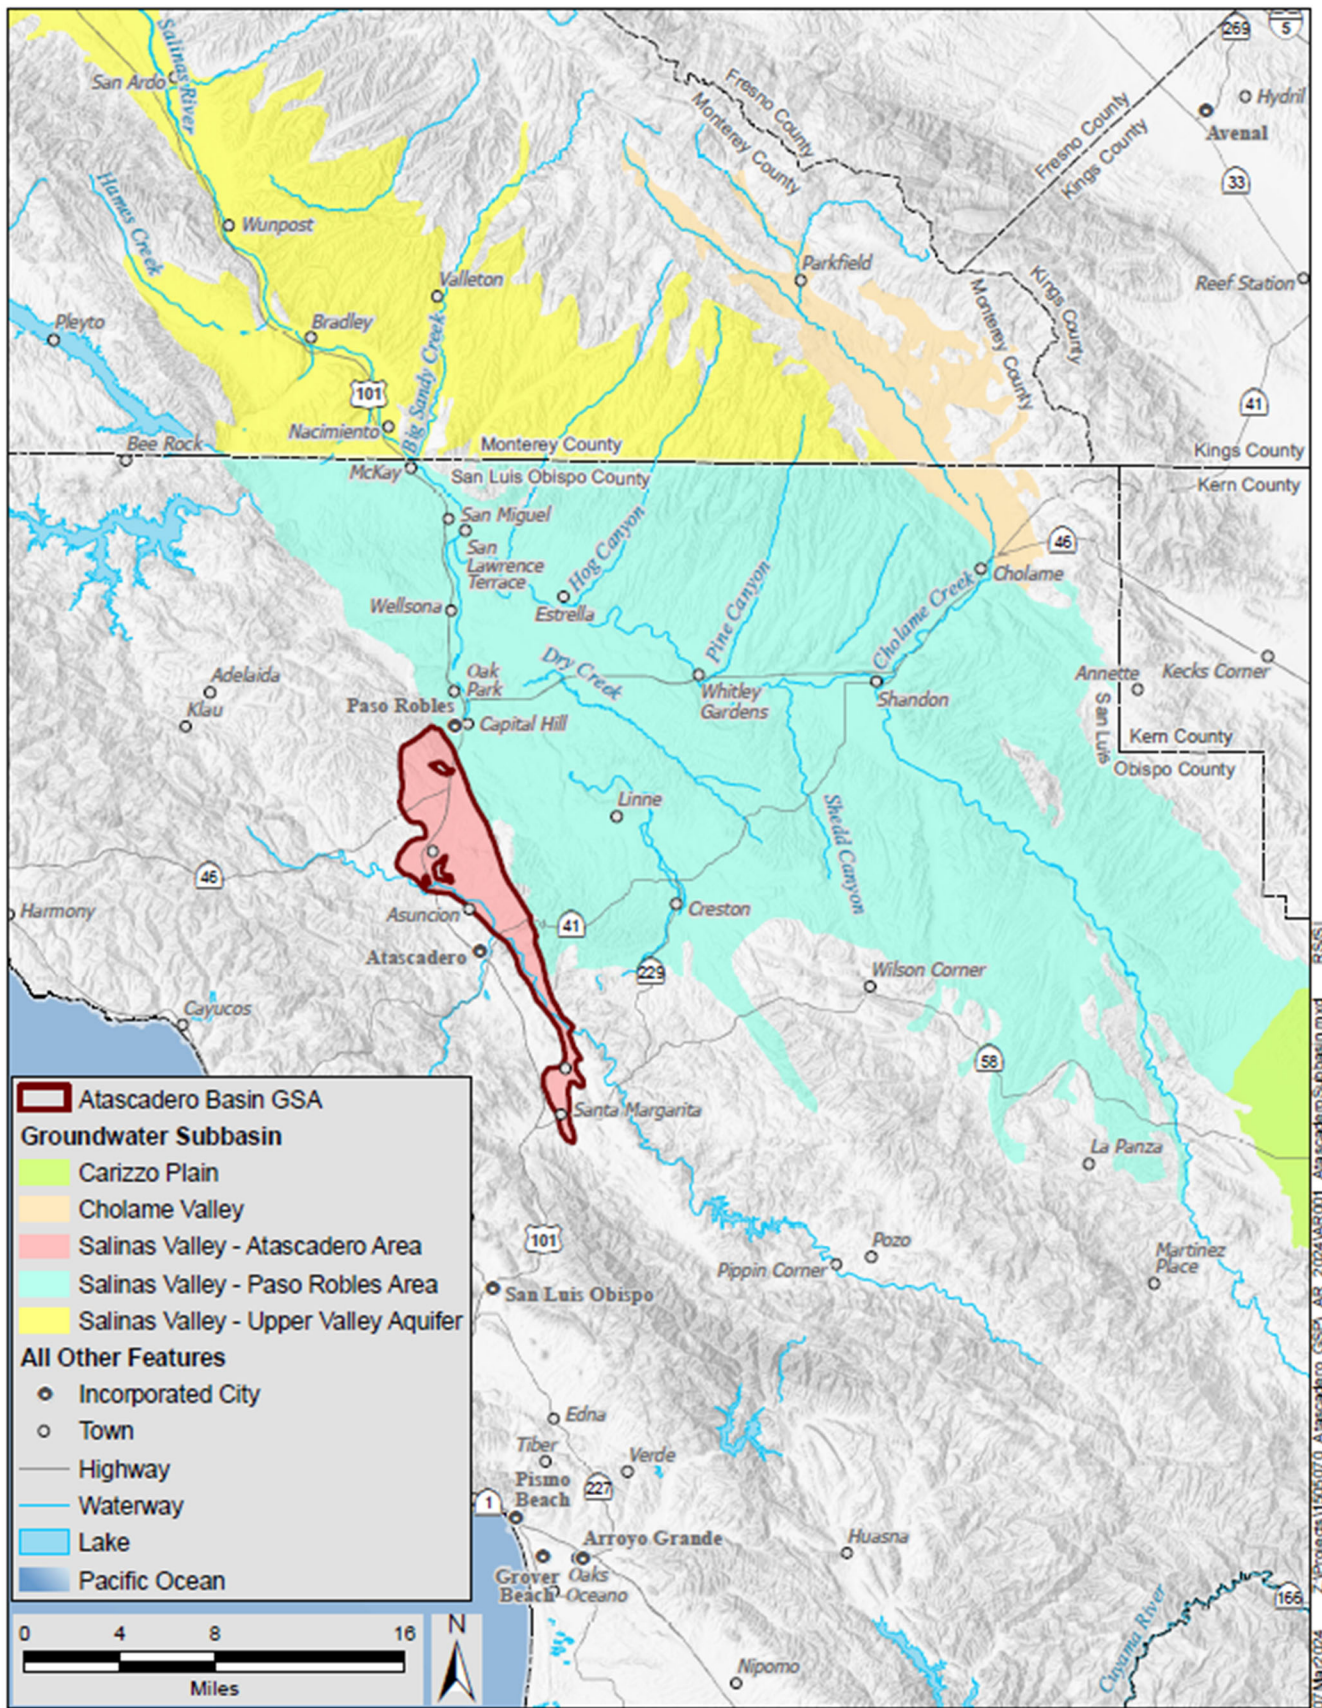 269
5
Salinas River
San Ardo
Fresno County
Monterey County
Hydril
Avenal
Fresno County
Kings County
33
Hames Creek
Wunpost
Valleton
Parkfield
Kings County
Monterey County
Reef Station
Pleyto
Bradley
Big Sandy Creek
101
41
Nacimiento
Bee Rock
Monterey County
Kings County
McKay
San Luis Obispo County
Kern County
San Miguel
San
Lawrence
Terrace
Hog Canyon
46
Cholame
Wellsona
Estrella
Pine Canyon
Cholame Creek
Dry Creek
Oak
Park
Adelaida
Klau
Paso Robles
Capital Hill
Whitley
Gardens
Shandon
Annette
Kecks Corner
San Luis
Kern County
Obispo County
Linne
Shedd Canyon
46
Harmony
Asuncion
41
Creston
Atascadero
229
Wilson Corner
Cayucos
58
Santa Margarita
La Panza
101
Pozo
Pippin Corner
Martinez
Place
San Luis Obispo
Edna
Tiber
Verde
Pismo
Beach
227
1
Arroyo Grande
Huasna
Grover
Beach
Oaks
Oceano
Nipomo
Cuyama River
166
Atascadero Basin GSA
Groundwater Subbasin
Carizzo Plain
Cholame Valley
Salinas Valley - Atascadero Area
Salinas Valley - Paso Robles Area
Salinas Valley - Upper Valley Aquifer
All Other Features
Incorporated City
Town
Highway
Waterway
Lake
Pacific Ocean
0 4 8 16
Miles
N